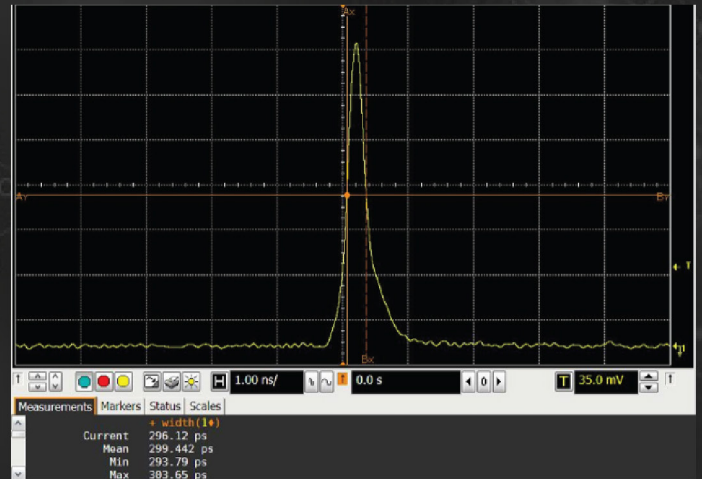 Ax
AY BY
T
1
Bx
H 1.00 ns/ 0.0 s 0 T 35.0 mV
Measurements Markers Status Scales
+ width(1♦)
Current 296.12 ps
Mean 299.442 ps
Min 293.79 ps
Max 303.65 ps